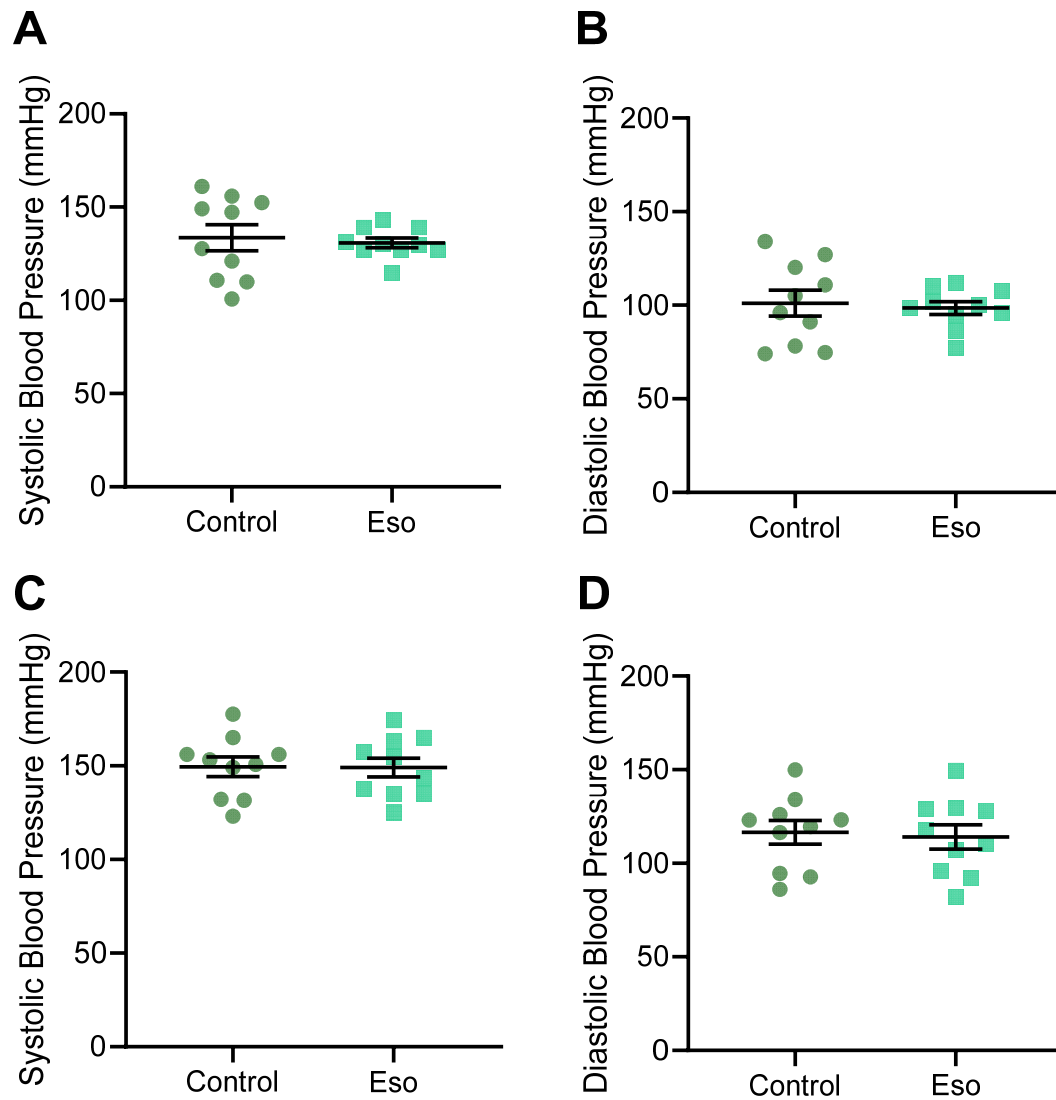 A
Systolic Blood Pressure (mmHg)
200
150
100
50
0
Control
Eso
B
Diastolic Blood Pressure (mmHg)
200
150
100
50
0
Control
Eso
C
Systolic Blood Pressure (mmHg)
200
150
100
50
0
Control
Eso
D
Diastolic Blood Pressure (mmHg)
200
150
100
50
0
Control
Eso